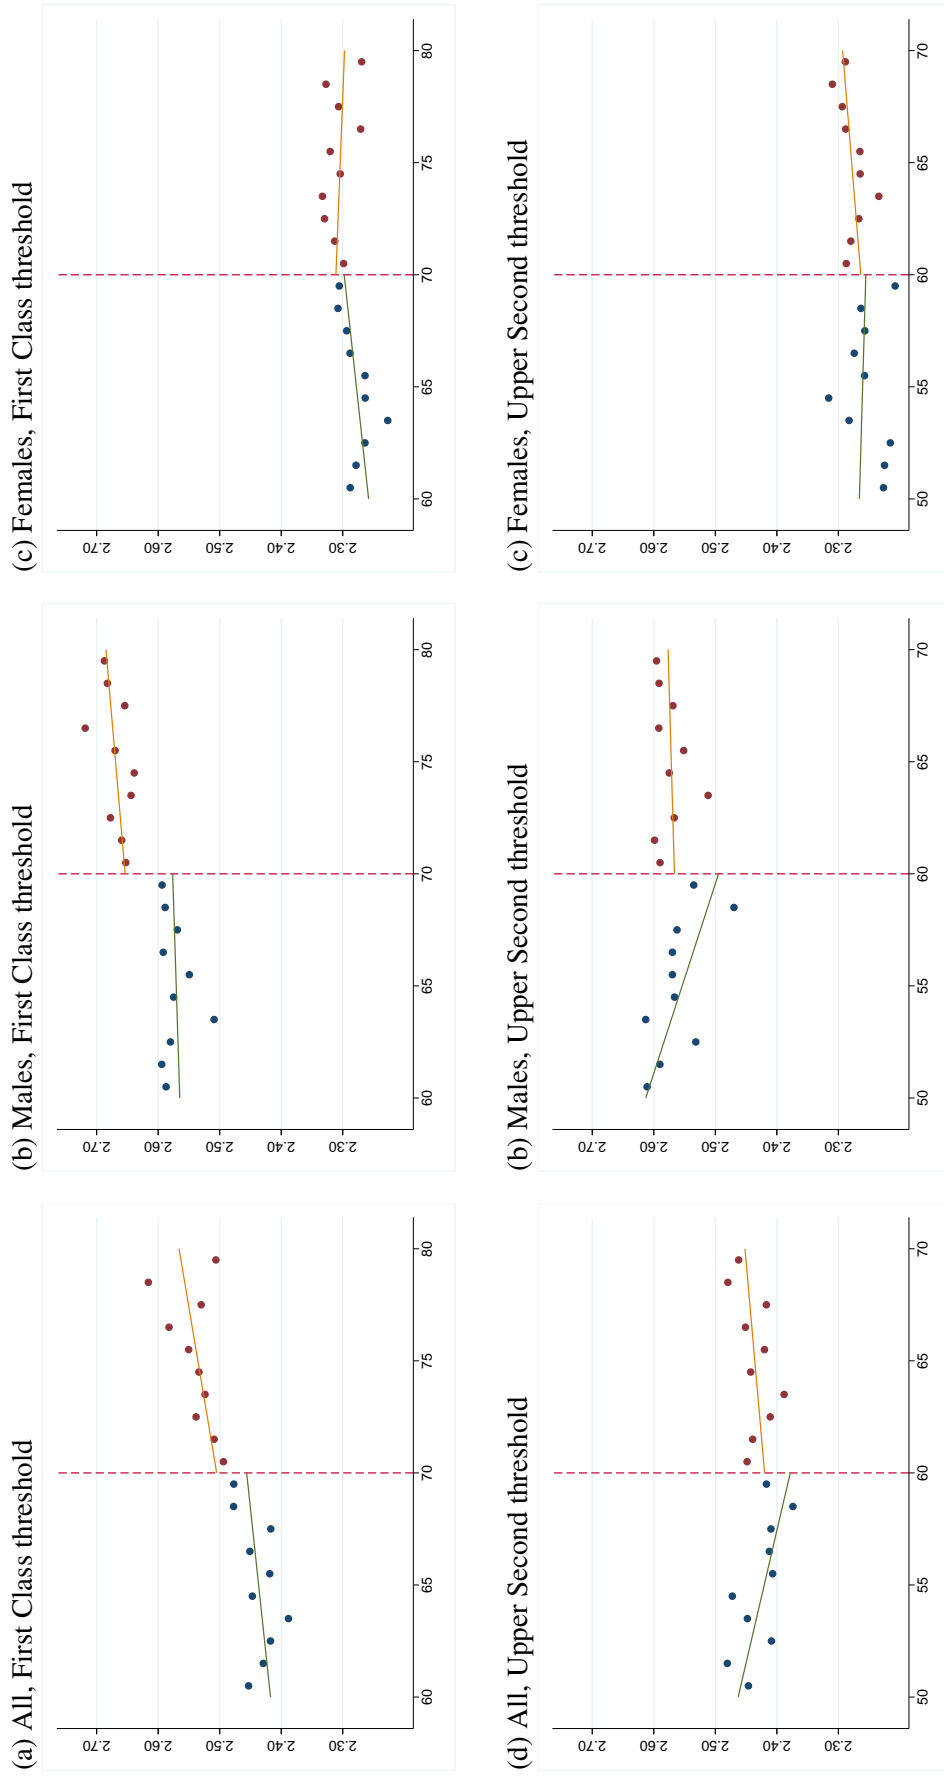 (a) All, First Class threshold
2.70
2.60
2.50
2.40
2.30
60 65 70 75 80
(b) Males, First Class threshold
2.70
2.60
2.50
2.40
2.30
60 65 70 75 80
(c) Females, First Class threshold
2.70
2.60
2.50
2.40
2.30
60 65 70 75 80
(d) All, Upper Second threshold
2.70
2.60
2.50
2.40
2.30
50 55 60 65 70
(b) Males, Upper Second threshold
2.70
2.60
2.50
2.40
2.30
50 55 60 65 70
(c) Females, Upper Second threshold
2.70
2.60
2.50
2.40
2.30
50 55 60 65 70